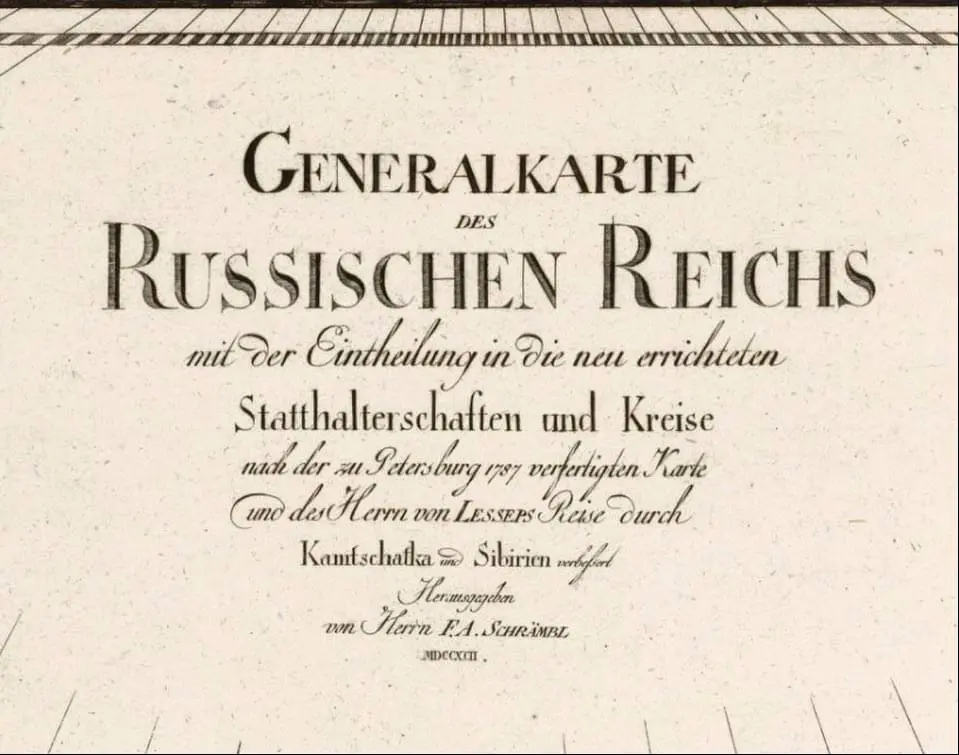 GENERALKARTE
DES
RUSSISCHEN REICHS
mit der Eintheilung in die neu errichteten
Statthalterschaften und Kreise
nach der zu Petersburg 1787 verfertigten Karte
und des Herrn von LESSEPS Reise durch
Kamtschatka und Sibirien verbessert
Herausgegeben
von Herrn F. A. SCHRÄMBL
MDCCXCII.